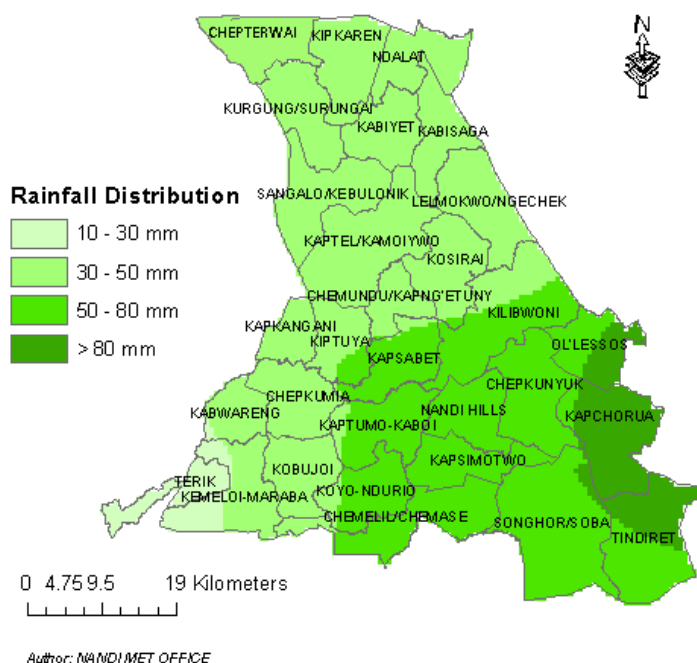 N
CHEPTERWAI
KIPKAREN
NDALAT
KURGUNG/SURUNGAI
KABIYET
KABISAGA
SANGALO/KEBULONIK
LELMOKWO/NGECHEK
KAPTEL/KAMOIYWO
KOSIRAI
CHEMUNDU/KAPNG'ETUNY
KILIBWONI
KAPKANGANI
KIPTUYA
KAPSABET
OL'LESSOS
CHEPKUMIA
CHEPKUNYUK
KABWARENG
KAPTUMO-KABOI
NANDI HILLS
KAPCHORUA
KOBUJOI
KAPSIMOTWO
TERIK
KEMELOI-MARABA
KOYO-NDURIO
CHEMELIL/CHEMASE
SONGHOR/SOBA
TINDIRET
Rainfall Distribution
10 - 30 mm
30 - 50 mm
50 - 80 mm
> 80 mm
0 4.75 9.5 19 Kilometers
Author: NANDI MET OFFICE